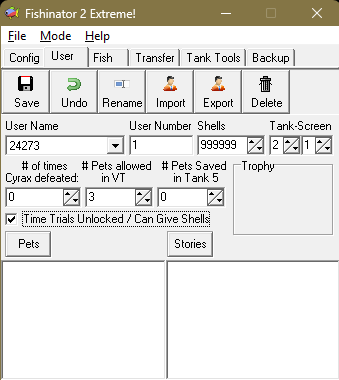 Fishinator 2 Extreme!
File Mode Help
Config User Fish Transfer Tank Tools Backup
Save Undo Rename Import Export Delete
User Name User Number Shells Tank-Screen
24273 1 999999 2 1
# of times # Pets allowed # Pets Saved Trophy
Cyrax defeated: in VT in Tank 5
0 3 0
Time Trials Unlocked / Can Give Shells
Pets Stories